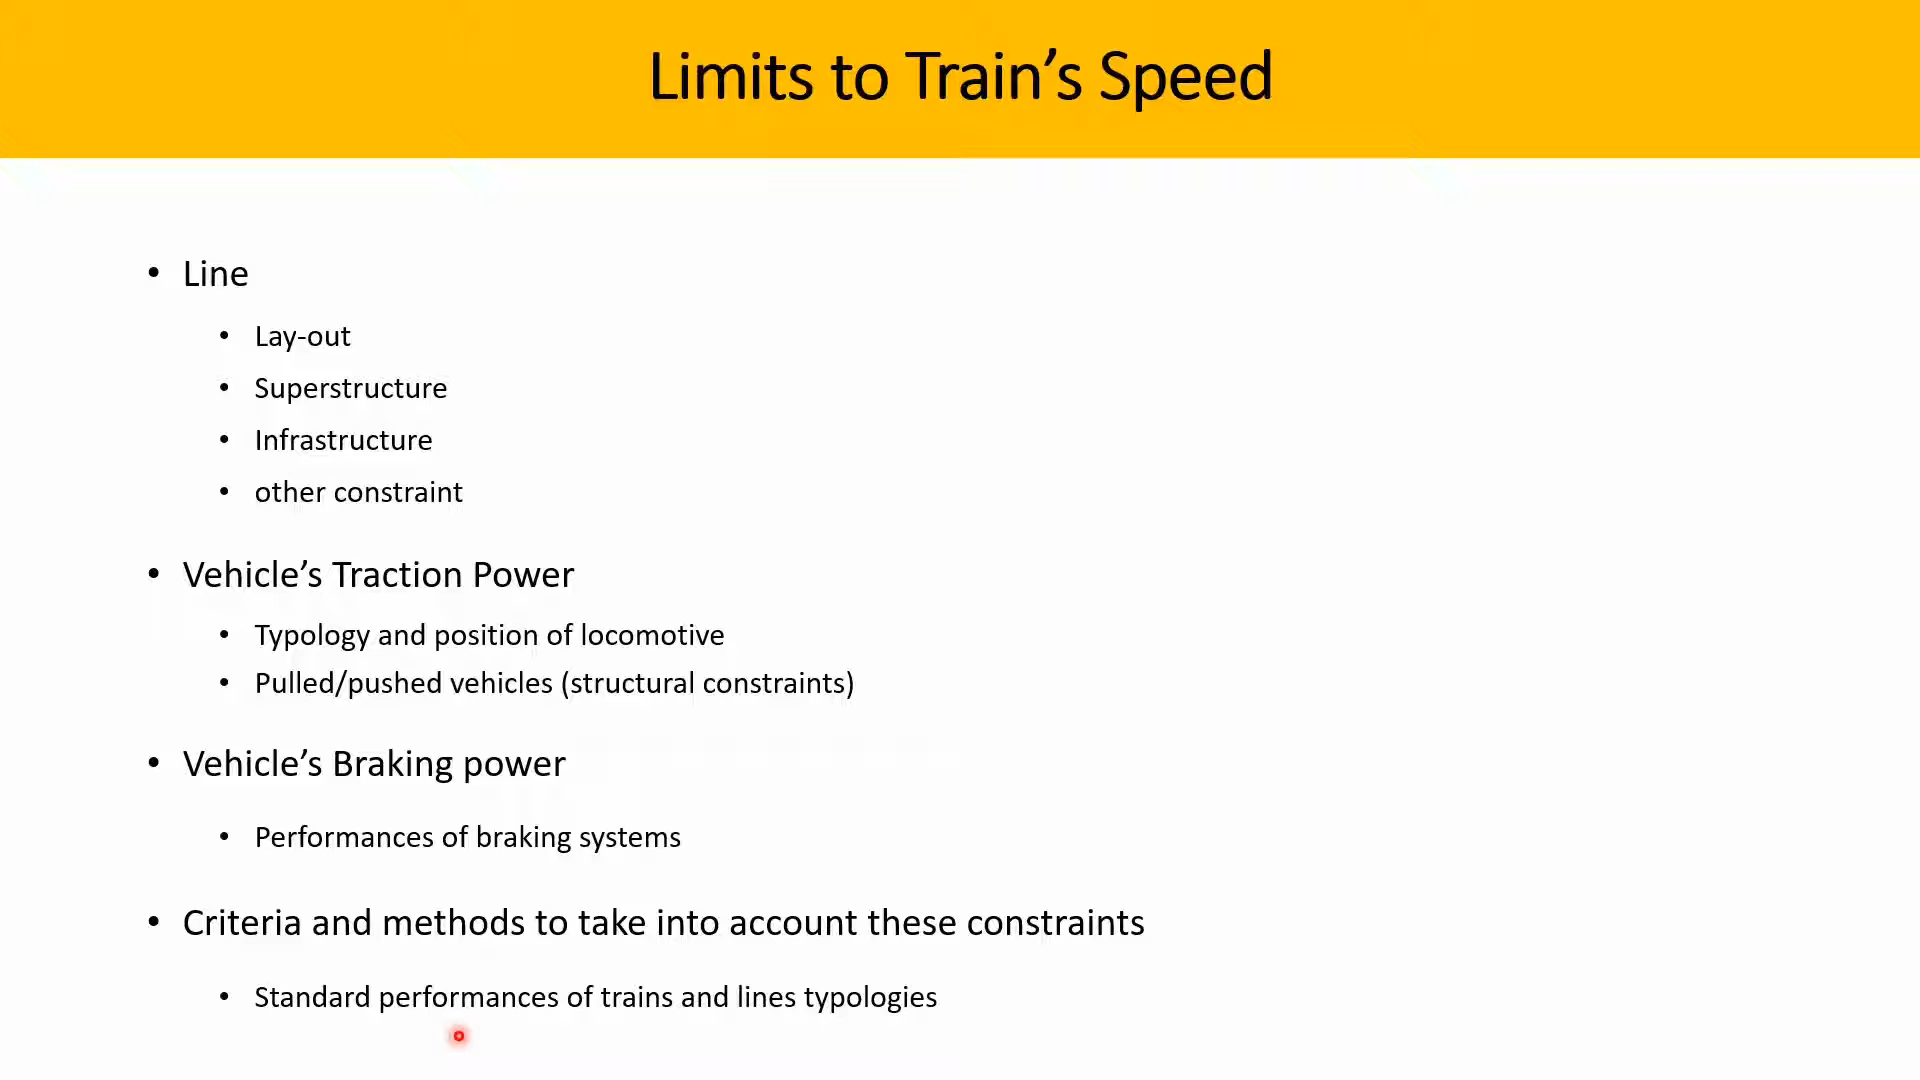 Limits to Train’s Speed
• Line
• Lay-out
• Superstructure
• Infrastructure
• other constraint
• Vehicle’s Traction Power
• Typology and position of locomotive
• Pulled/pushed vehicles (structural constraints)
• Vehicle’s Braking power
• Performances of braking systems
• Criteria and methods to take into account these constraints
• Standard performances of trains and lines typologies